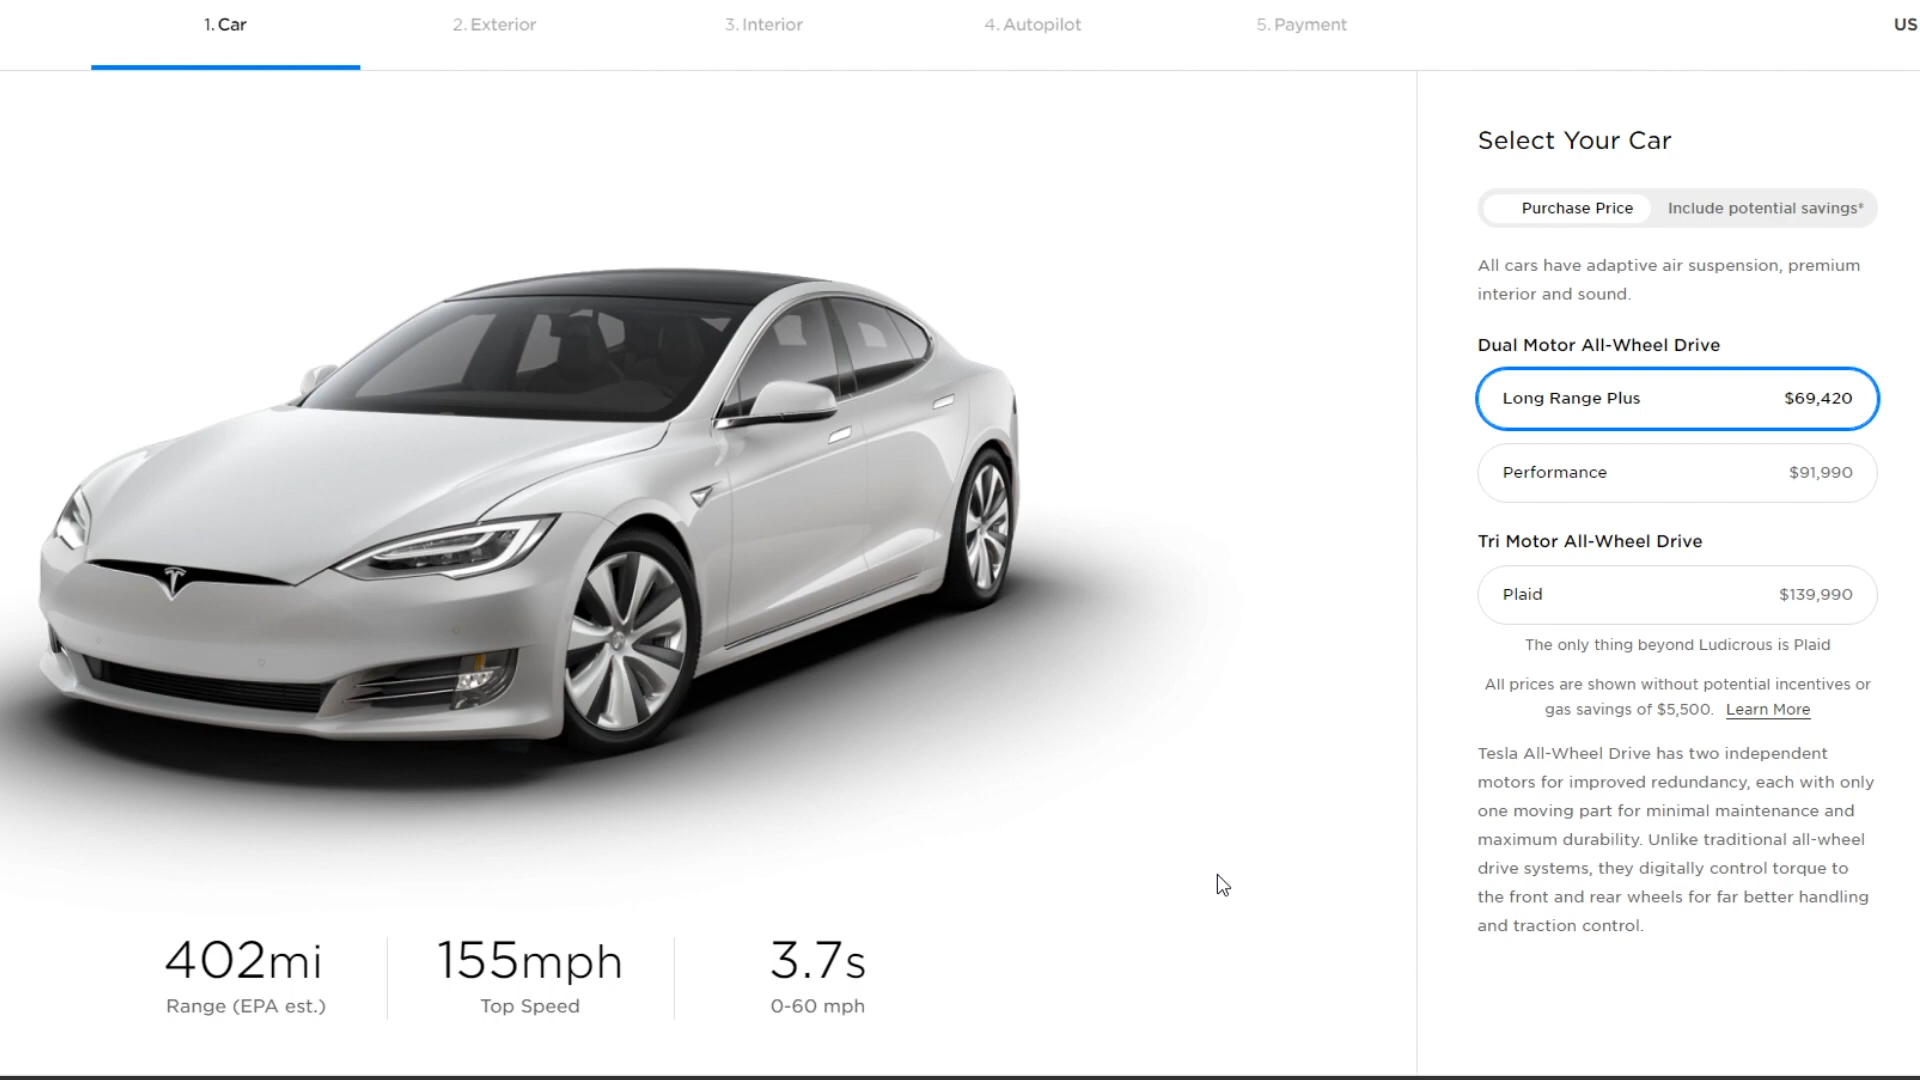 1. Car
2. Exterior
3. Interior
4. Autopilot
5. Payment
US
Select Your Car
Purchase Price
Include potential savings*
All cars have adaptive air suspension, premium
interior and sound.
Dual Motor All-Wheel Drive
Long Range Plus $69,420
Performance $91,990
Tri Motor All-Wheel Drive
Plaid $139,990
The only thing beyond Ludicrous is Plaid
All prices are shown without potential incentives or
gas savings of $5,500. Learn More
Tesla All-Wheel Drive has two independent
motors for improved redundancy, each with only
one moving part for minimal maintenance and
maximum durability. Unlike traditional all-wheel
drive systems, they digitally control torque to
the front and rear wheels for far better handling
and traction control.
402mi
Range (EPA est.)
155mph
Top Speed
3.7s
0-60 mph